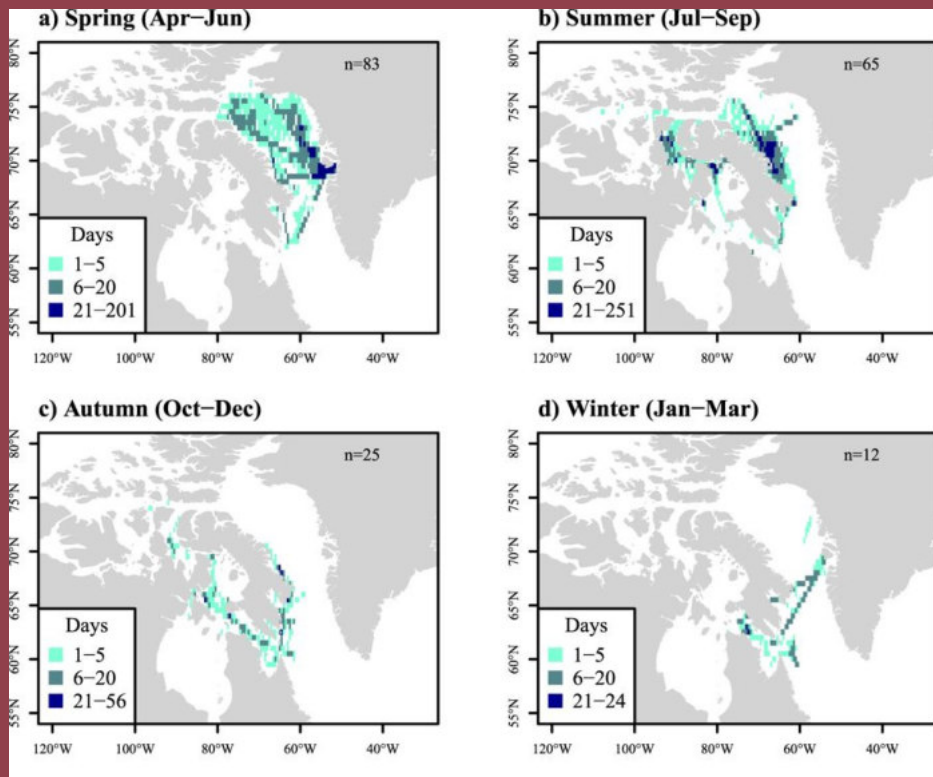 a) Spring (Apr−Jun)
n=83
80°N
75°N
70°N
65°N
60°N
55°N
Days
1−5
6−20
21−201
120°W 100°W 80°W 60°W 40°W
b) Summer (Jul−Sep)
n=65
80°N
75°N
70°N
65°N
60°N
55°N
Days
1−5
6−20
21−251
120°W 100°W 80°W 60°W 40°W
c) Autumn (Oct−Dec)
n=25
80°N
75°N
70°N
65°N
60°N
55°N
Days
1−5
6−20
21−56
120°W 100°W 80°W 60°W 40°W
d) Winter (Jan−Mar)
n=12
80°N
75°N
70°N
65°N
60°N
55°N
Days
1−5
6−20
21−24
120°W 100°W 80°W 60°W 40°W